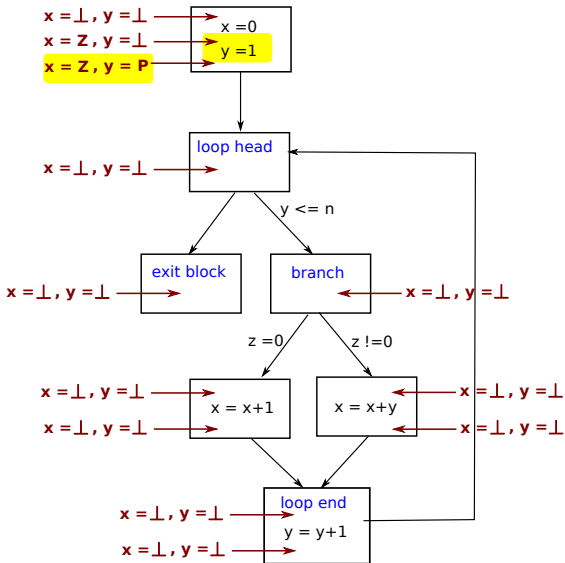 x = ⊥, y = ⊥
x =0
x = Z, y = ⊥
y =1
x = Z, y = P
loop head
x = ⊥, y = ⊥
y <= n
exit block
branch
x = ⊥, y = ⊥
x = ⊥, y = ⊥
z =0
z !=0
x = ⊥, y = ⊥
x = ⊥, y = ⊥
x = x+1
x = x+y
x = ⊥, y = ⊥
x = ⊥, y = ⊥
loop end
x = ⊥, y = ⊥
y = y+1
x = ⊥, y = ⊥